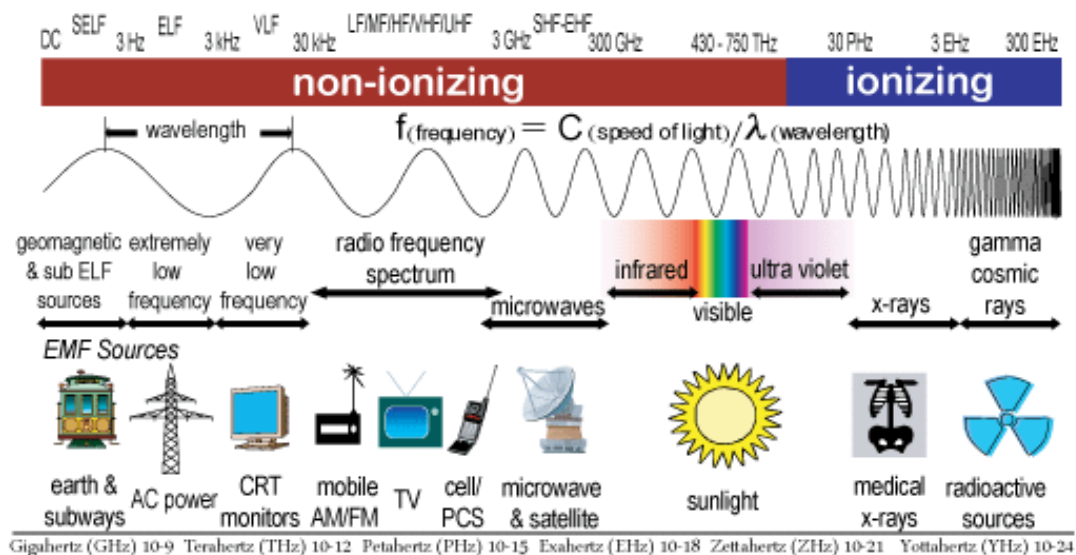 DC SELF 3 Hz ELF 3 kHz VLF 30 kHz LF/MF/HF/VHF/UHF 3 GHz SHF-EHF 300 GHz 430 - 750 THz 30 PHz 3 EHz 300 EHz
non-ionizing ionizing
wavelength f(frequency) = C (speed of light)/λ(wavelength)
geomagnetic extremely very radio frequency gamma
& sub ELF low low spectrum infrared ultra violet cosmic
sources frequency frequency microwaves visible x-rays rays
EMF Sources
earth & AC power CRT mobile TV cell/ microwave sunlight medical radioactive
subways monitors AM/FM PCS & satellite x-rays sources
Gigahertz (GHz) 10-9 Terahertz (THz) 10-12 Petahertz (PHz) 10-15 Exahertz (EHz) 10-18 Zettahertz (ZHz) 10-21 Yottahertz (YHz) 10-24